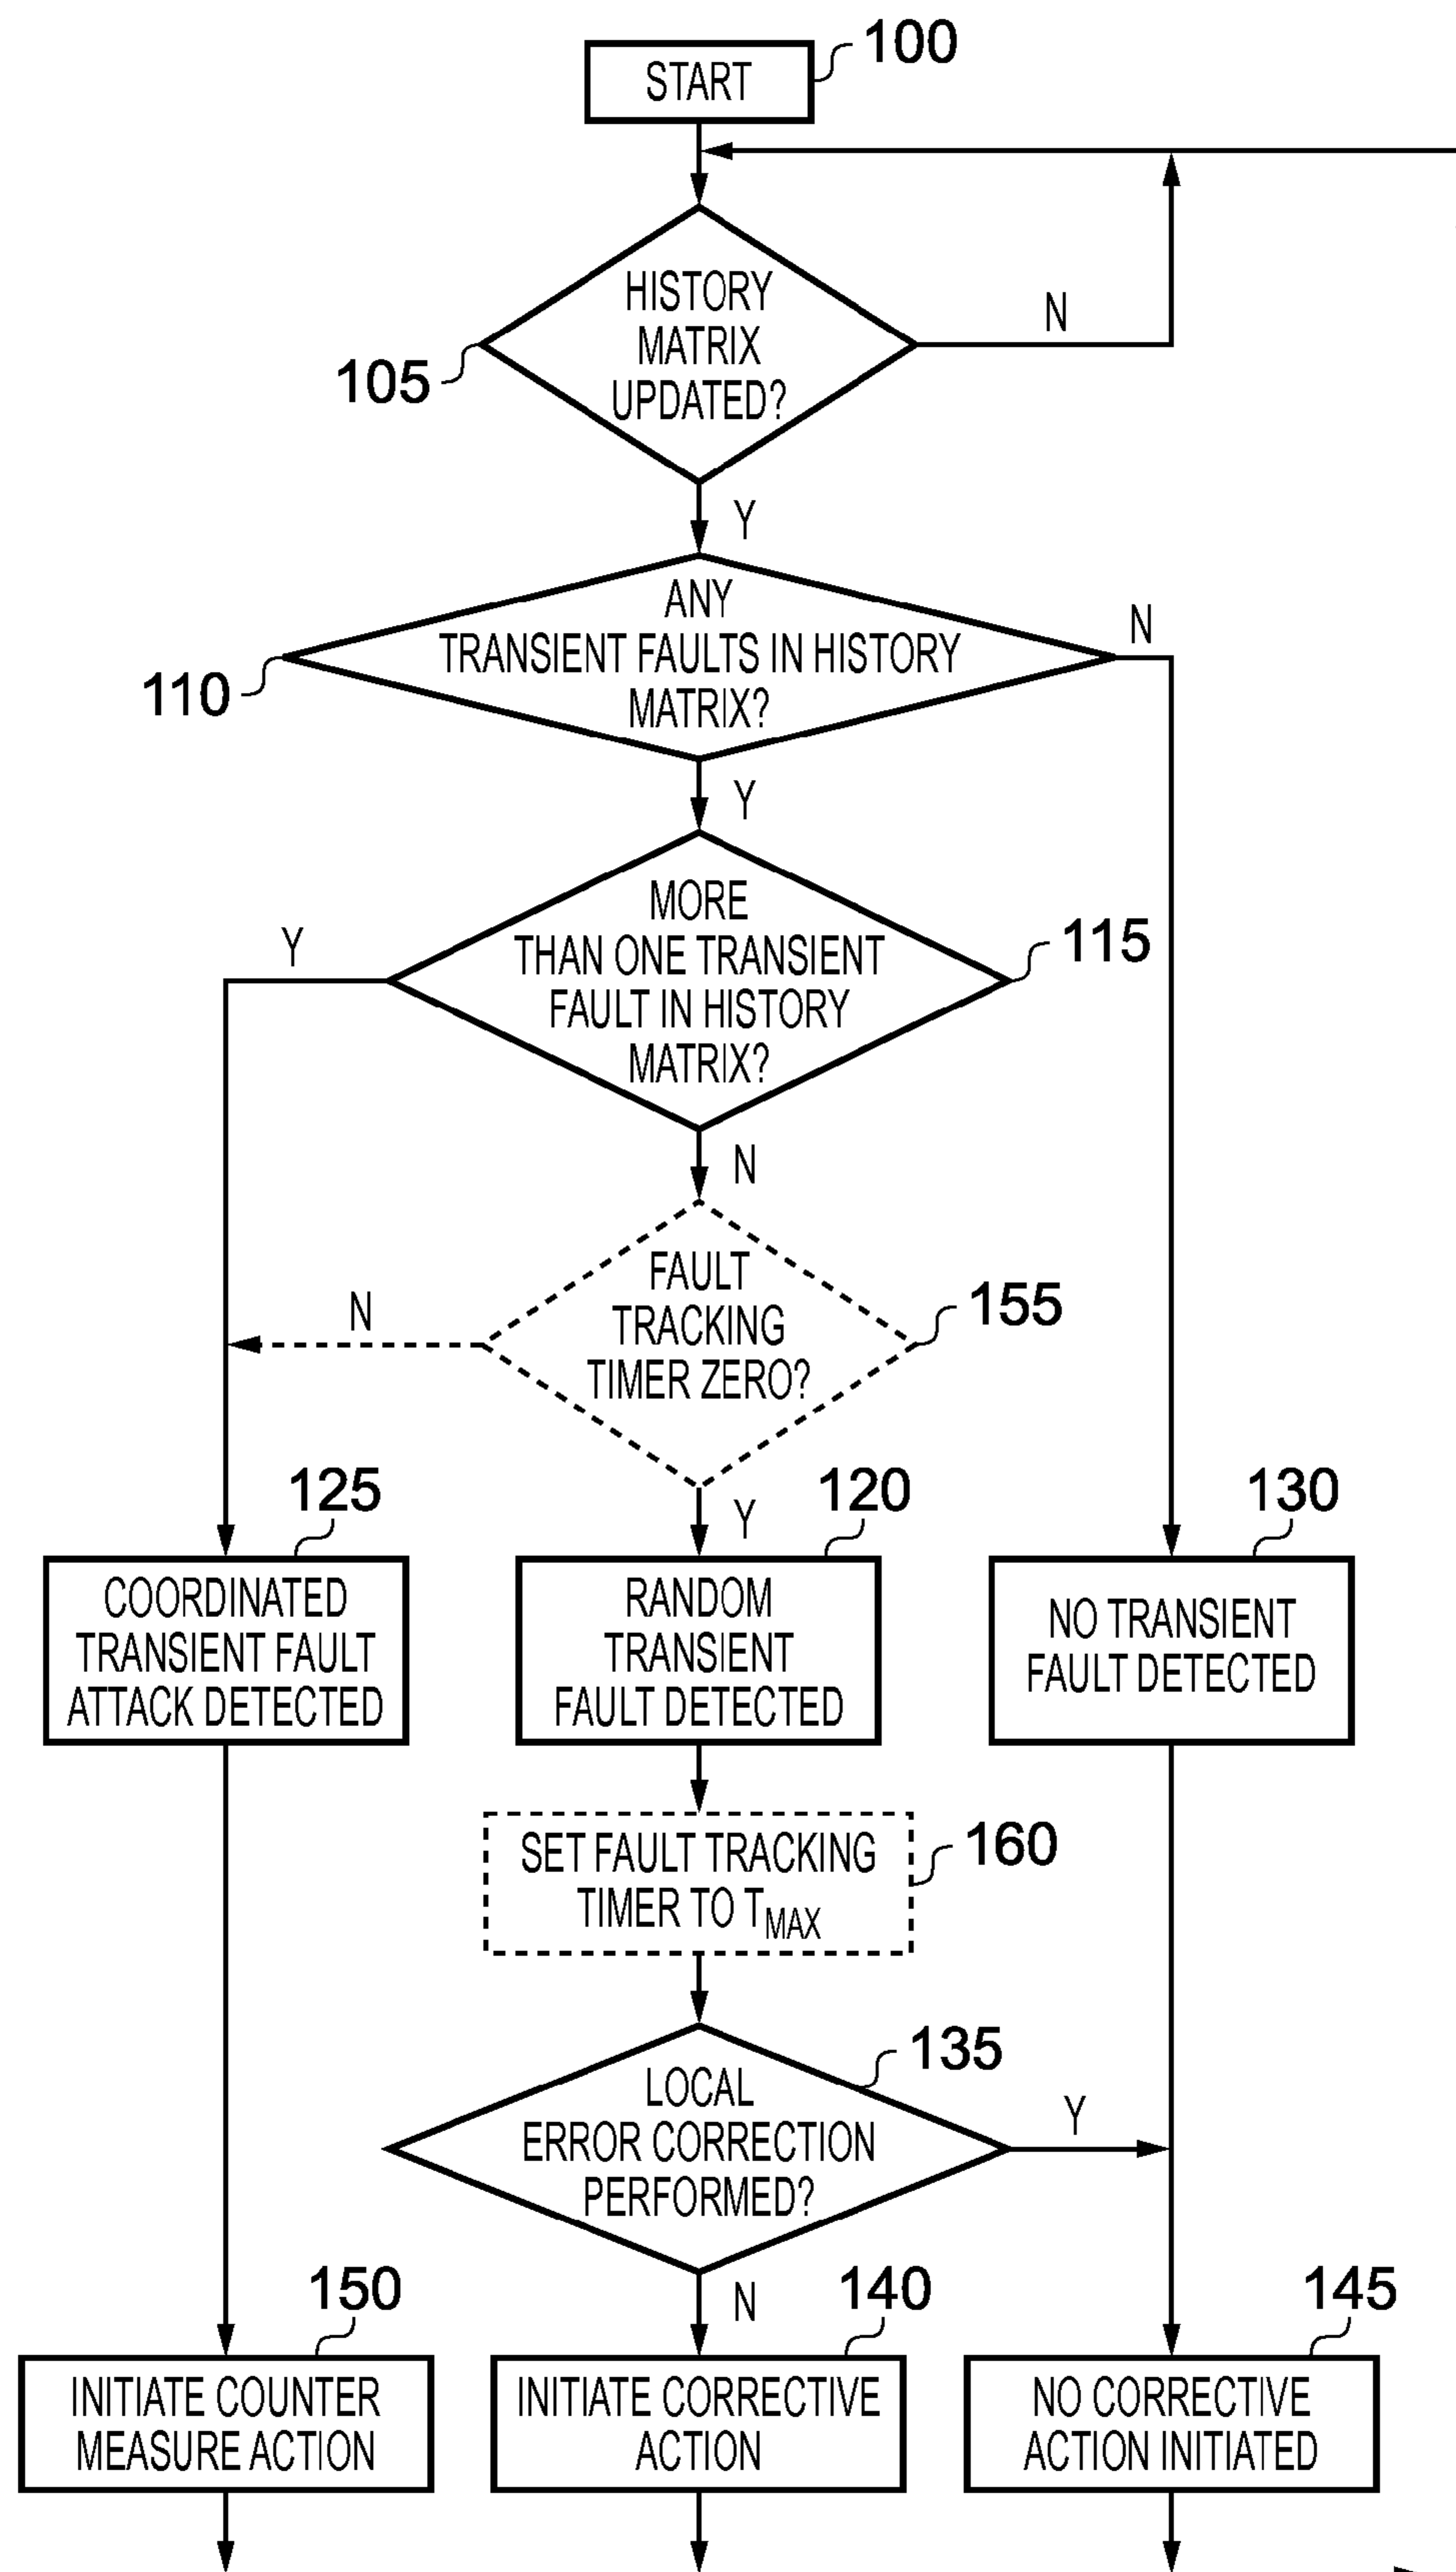 START
100
HISTORY
MATRIX
UPDATED?
105
N
Y
ANY
TRANSIENT FAULTS IN HISTORY
MATRIX?
110
N
Y
MORE
THAN ONE TRANSIENT
FAULT IN HISTORY
MATRIX?
115
Y
N
FAULT
TRACKING
TIMER ZERO?
155
N
Y
125
COORDINATED
TRANSIENT FAULT
ATTACK DETECTED
120
RANDOM
TRANSIENT
FAULT DETECTED
130
NO TRANSIENT
FAULT DETECTED
SET FAULT TRACKING
TIMER TO TMAX
160
LOCAL
ERROR CORRECTION
PERFORMED?
135
Y
N
150
INITIATE COUNTER
MEASURE ACTION
140
INITIATE CORRECTIVE
ACTION
145
NO CORRECTIVE
ACTION INITIATED